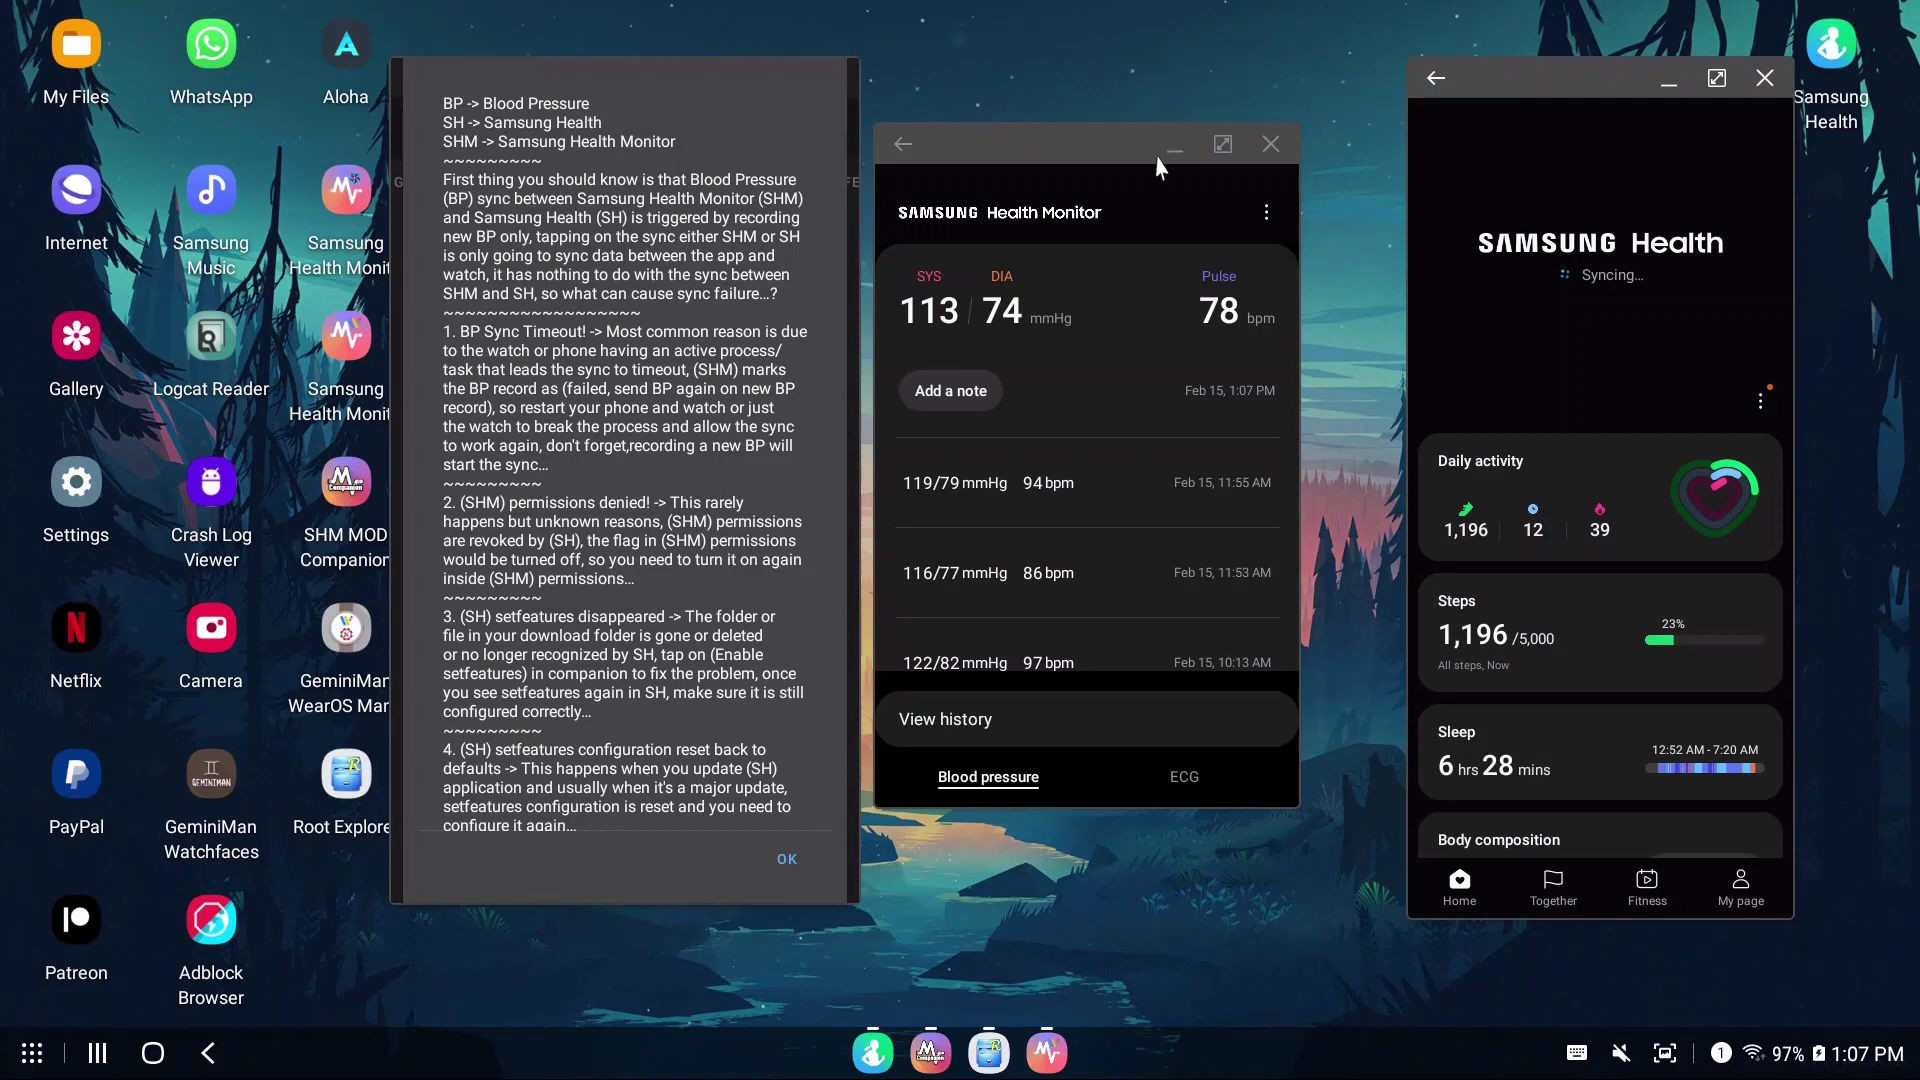 My Files
WhatsApp
Aloha
Internet
Samsung
Music
Samsung
Health Monit
Gallery
Logcat Reader
Samsung
Health Monit
Settings
Crash Log
Viewer
SHM MOD
Companion
Netflix
Camera
GeminiMan
WearOS Man
PayPal
GEMINIMAN
GeminiMan
Watchfaces
Root Explore
Patreon
Adblock
Browser
BP -> Blood Pressure
SH -> Samsung Health
SHM -> Samsung Health Monitor
~~~~~~~~~
First thing you should know is that Blood Pressure
(BP) sync between Samsung Health Monitor (SHM)
and Samsung Health (SH) is triggered by recording
new BP only, tapping on the sync either SHM or SH
is only going to sync data between the app and
watch, it has nothing to do with the sync between
SHM and SH, so what can cause sync failure...?
~~~~~~~~~~~~~~~~~~
1. BP Sync Timeout! -> Most common reason is due
to the watch or phone having an active process/
task that leads the sync to timeout, (SHM) marks
the BP record as (failed, send BP again on new BP
record), so restart your phone and watch or just
the watch to break the process and allow the sync
to work again, don't forget,recording a new BP will
start the sync...
~~~~~~~~~
2. (SHM) permissions denied! -> This rarely
happens but unknown reasons, (SHM) permissions
are revoked by (SH), the flag in (SHM) permissions
would be turned off, so you need to turn it on again
inside (SHM) permissions...
~~~~~~~~~
3. (SH) setfeatures disappeared -> The folder or
file in your download folder is gone or deleted
or no longer recognized by SH, tap on (Enable
setfeatures) in companion to fix the problem, once
you see setfeatures again in SH, make sure it is still
configured correctly...
~~~~~~~~~
4. (SH) setfeatures configuration reset back to
defaults -> This happens when you update (SH)
application and usually when it's a major update,
setfeatures configuration is reset and you need to
configure it again...
OK
SAMSUNG Health Monitor
SYS DIA Pulse
113 / 74 mmHg 78 bpm
Add a note Feb 15, 1:07 PM
119/79 mmHg 94 bpm Feb 15, 11:55 AM
116/77 mmHg 86 bpm Feb 15, 11:53 AM
122/82 mmHg 97 bpm Feb 15, 10:13 AM
View history
Blood pressure ECG
SAMSUNG Health
Syncing...
Daily activity
1,196 12 39
Steps
23%
1,196 /5,000
All steps, Now
Sleep
12:52 AM - 7:20 AM
6 hrs 28 mins
Body composition
Home Together Fitness My page
Samsung
Health
1 97% 1:07 PM